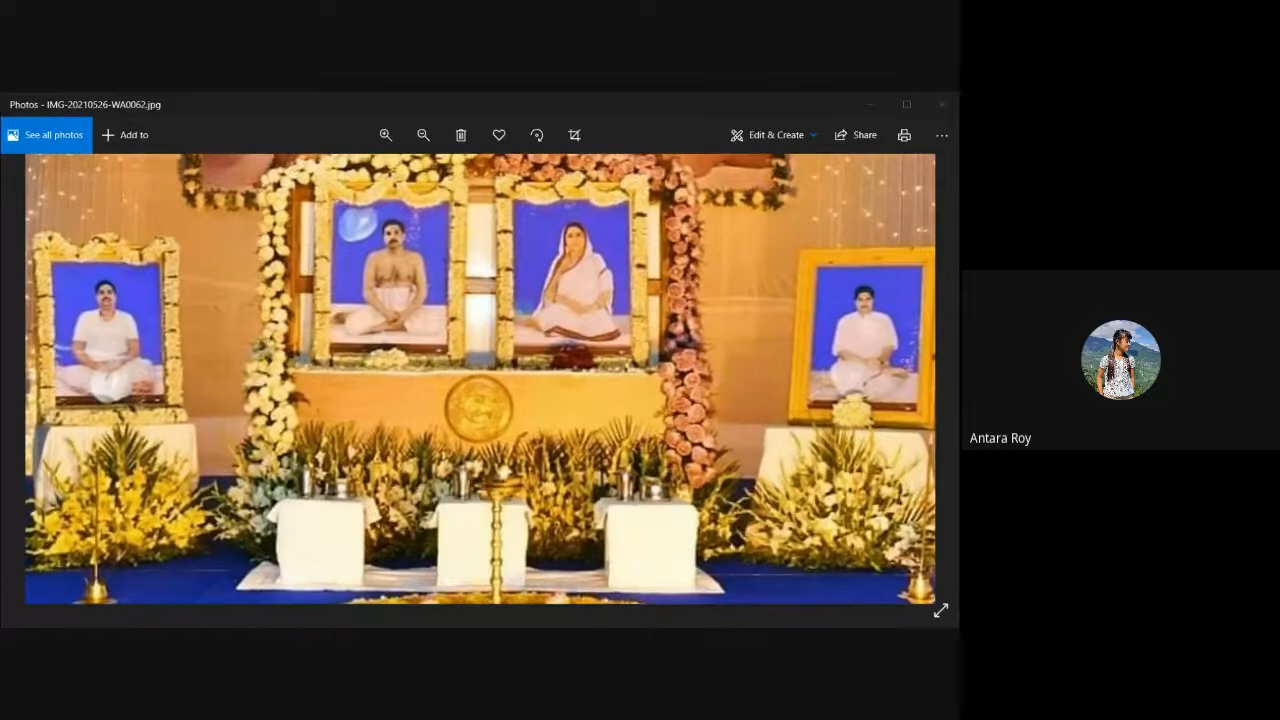 Photos - IMG-20210526-WA0062.jpg
See all photos
Add to
Edit & Create
Share
Antara Roy